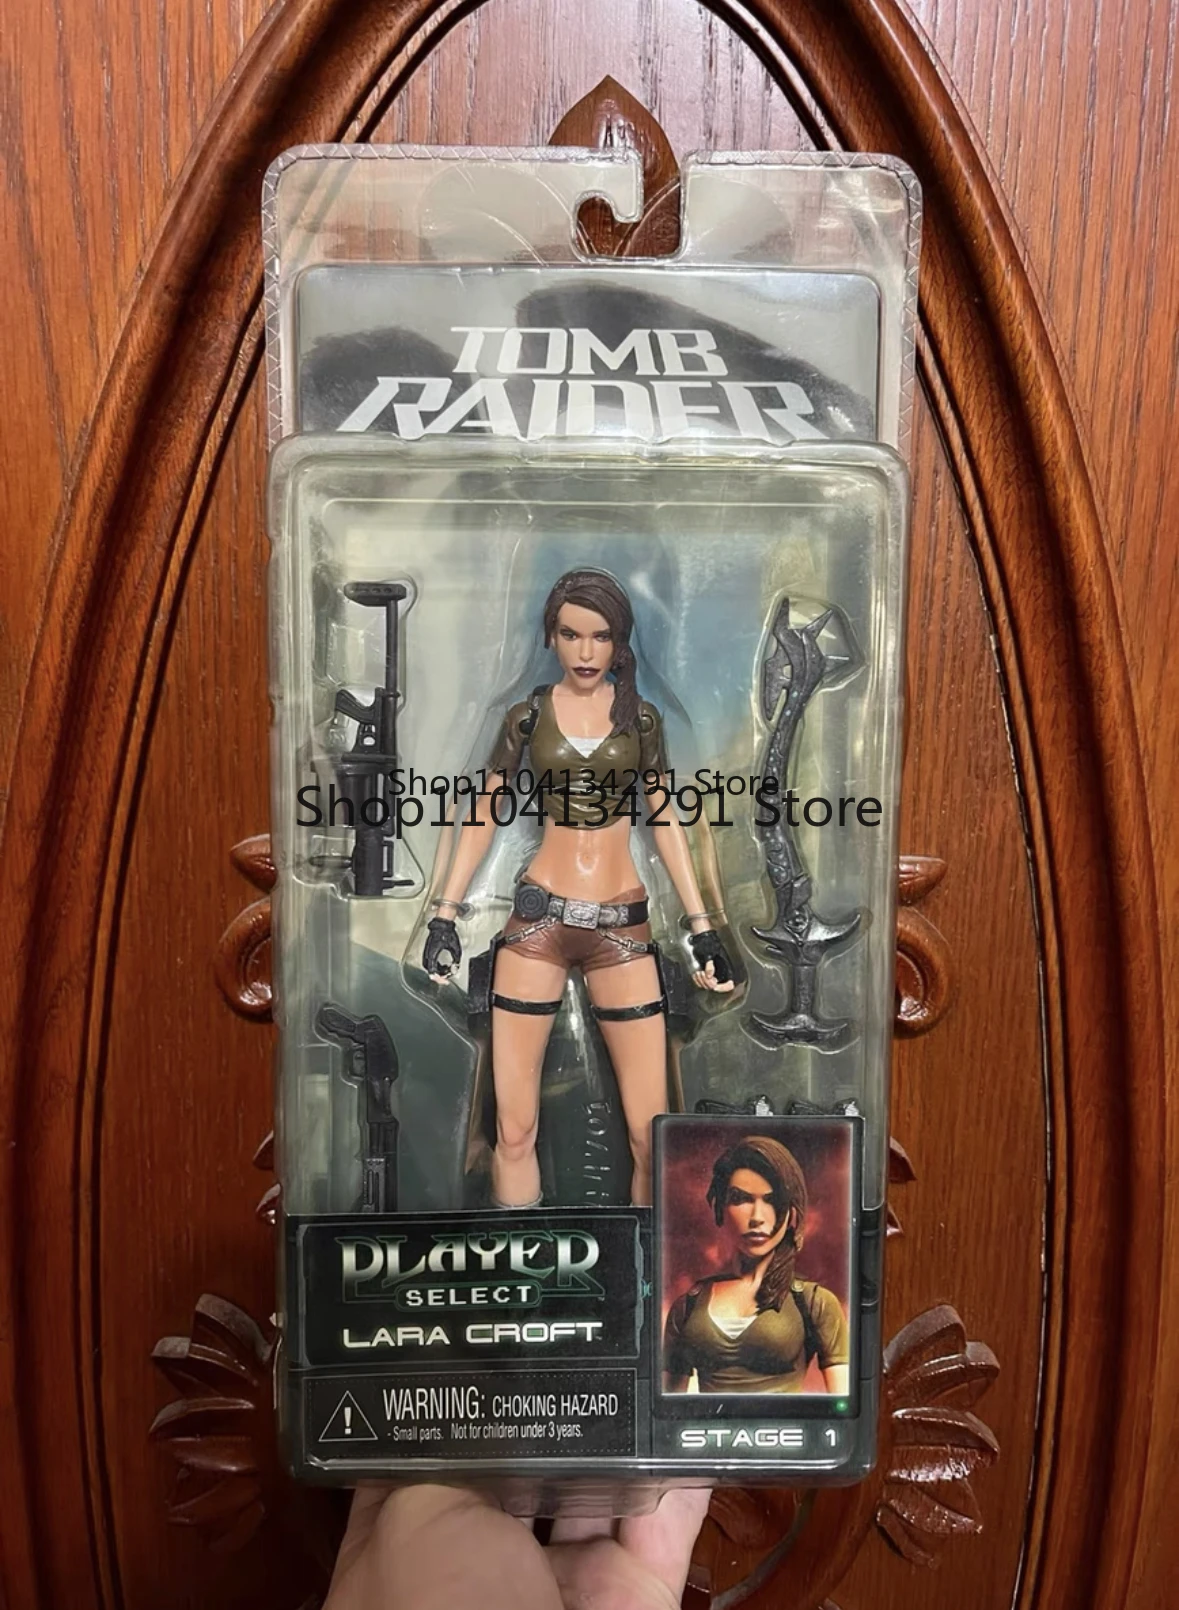 TOMB
RAIDER
Shop1104134291 Store
Shop1104134291 Store
PLAYER
SELECT
LARA CROFT
WARNING: CHOKING HAZARD
- Small parts. Not for children under 3 years.
STAGE 1